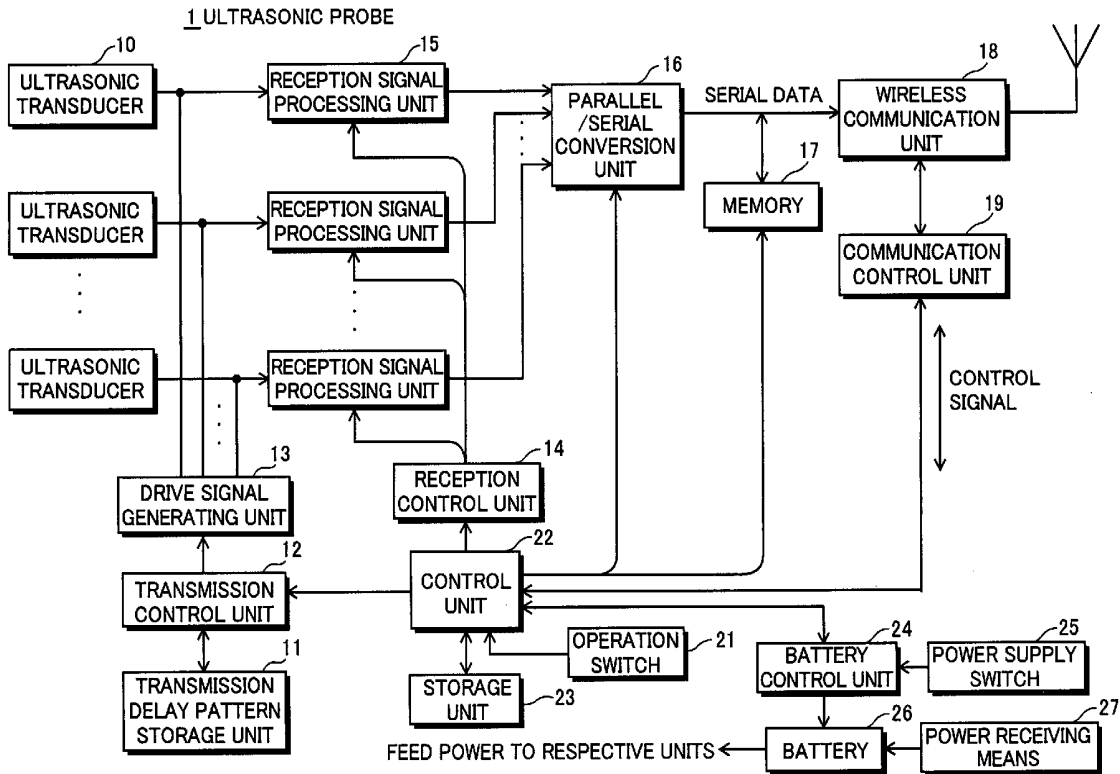 1 ULTRASONIC PROBE
10
ULTRASONIC
TRANSDUCER
15
RECEPTION SIGNAL
PROCESSING UNIT
16
PARALLEL
/SERIAL
CONVERSION
UNIT
SERIAL DATA
18
WIRELESS
COMMUNICATION
UNIT
17
MEMORY
19
COMMUNICATION
CONTROL UNIT
ULTRASONIC
TRANSDUCER
RECEPTION SIGNAL
PROCESSING UNIT
ULTRASONIC
TRANSDUCER
RECEPTION SIGNAL
PROCESSING UNIT
CONTROL
SIGNAL
13
DRIVE SIGNAL
GENERATING UNIT
14
RECEPTION
CONTROL UNIT
12
TRANSMISSION
CONTROL UNIT
22
CONTROL
UNIT
11
TRANSMISSION
DELAY PATTERN
STORAGE UNIT
STORAGE
UNIT
23
OPERATION
SWITCH
21
24
BATTERY
CONTROL UNIT
25
POWER SUPPLY
SWITCH
26
BATTERY
27
POWER RECEIVING
MEANS
FEED POWER TO RESPECTIVE UNITS